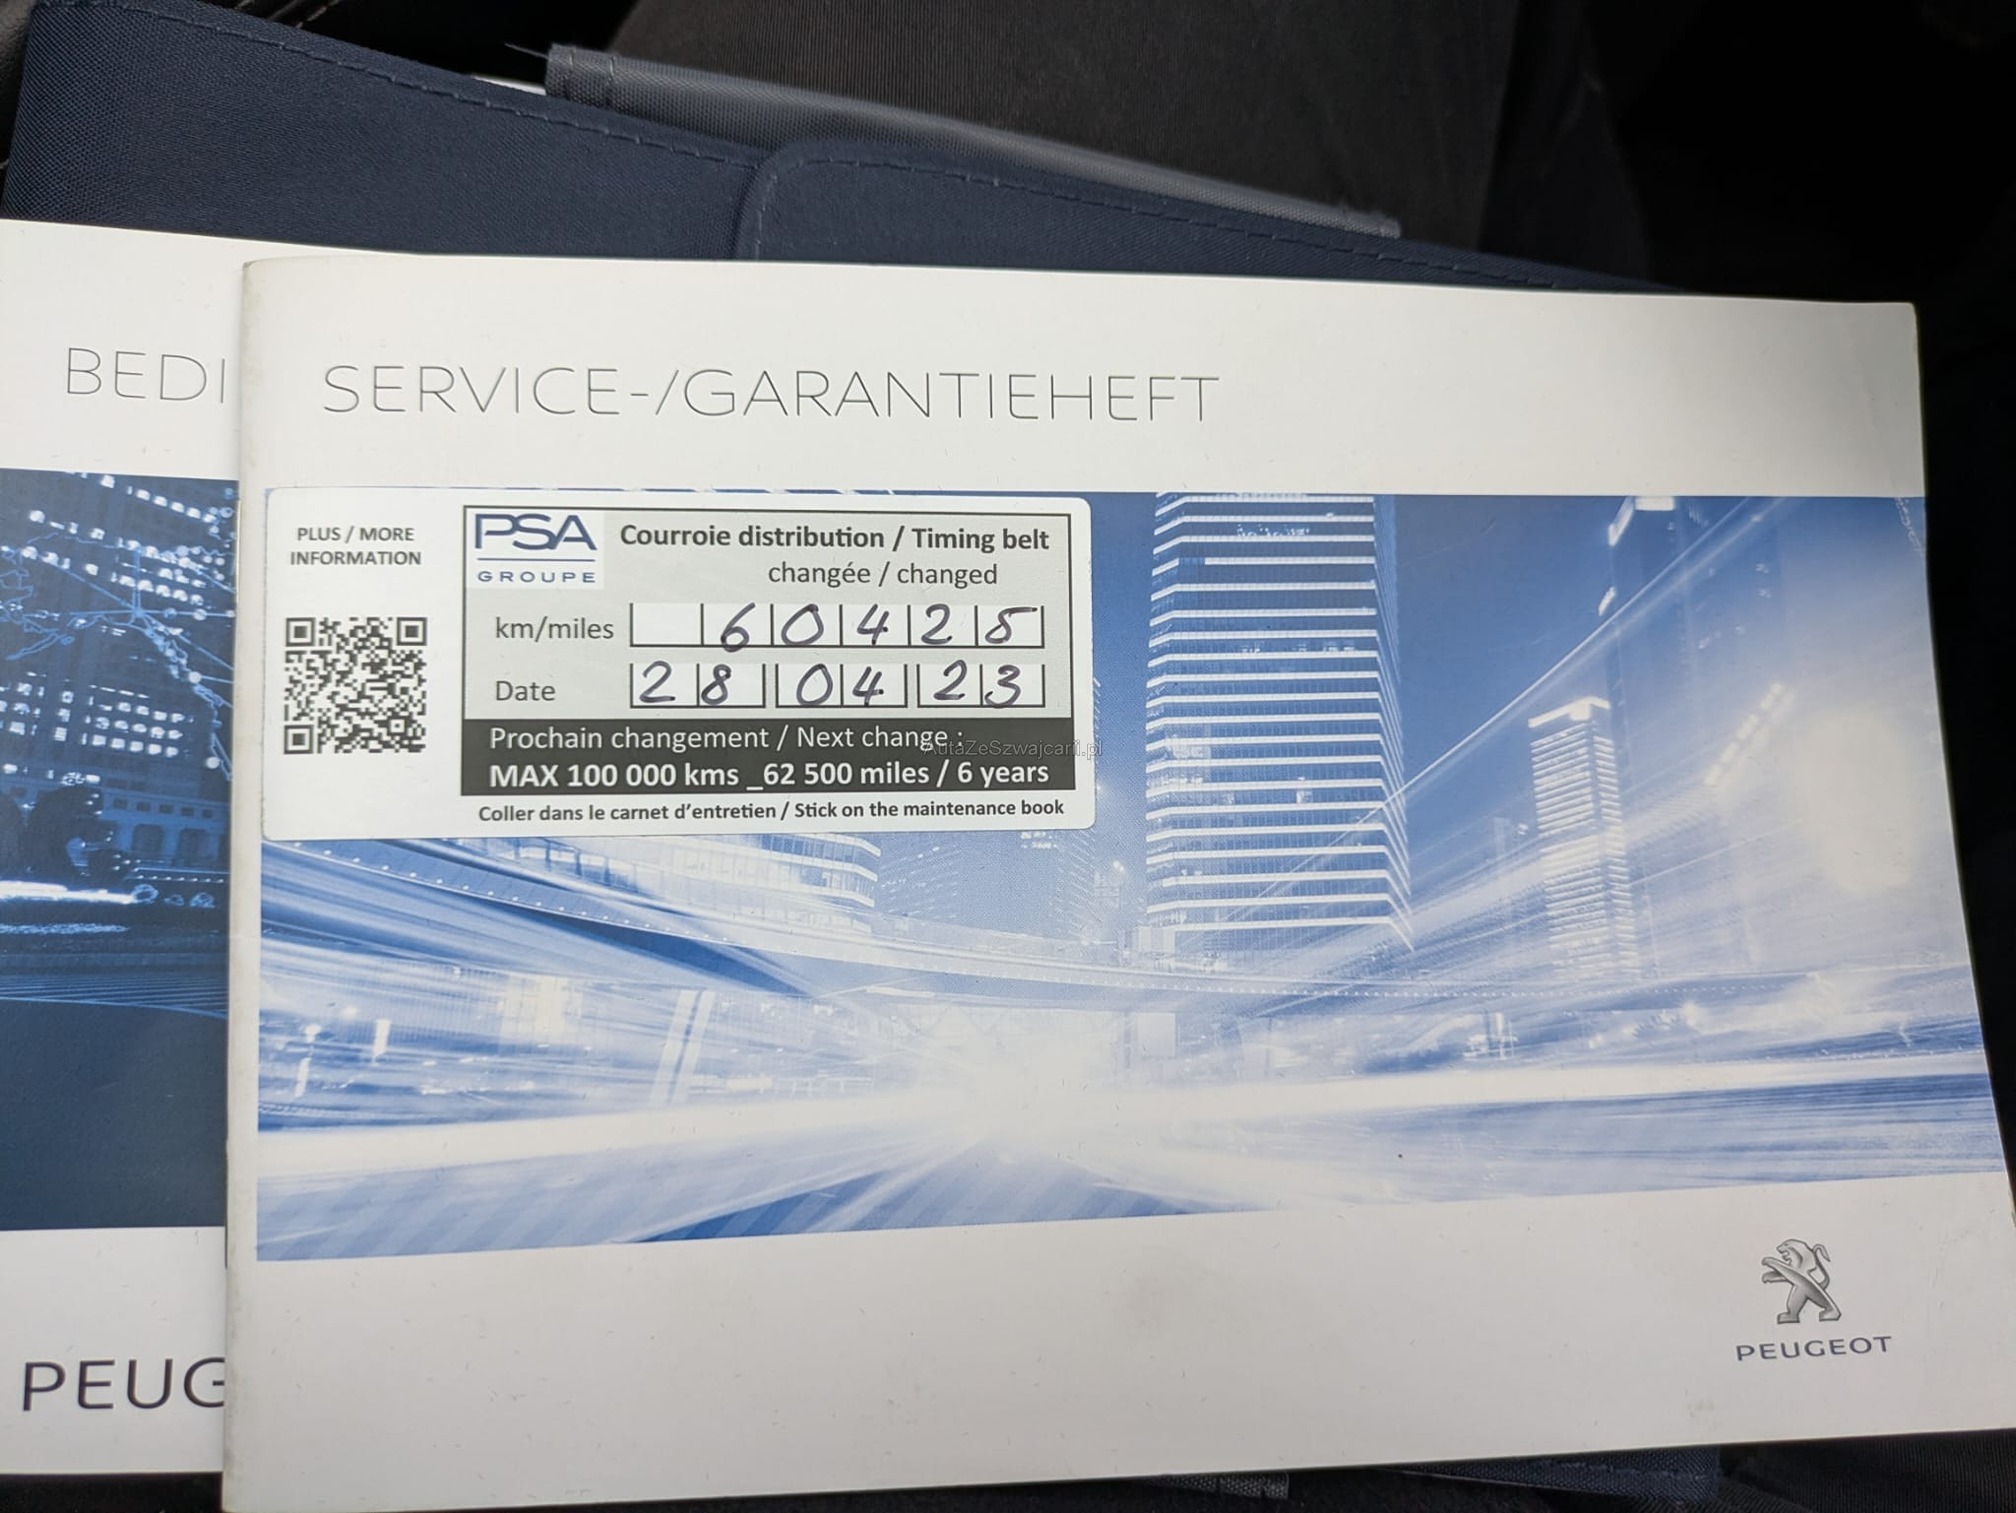 BEDI
SERVICE-/GARANTIEHEFT
PLUS / MORE
INFORMATION
PSA
GROUPE
Courroie distribution / Timing belt
changée / changed
km/miles 60425
Date 28 04 23
Prochain changement / Next change :
MAX 100 000 kms _62 500 miles / 6 years
Coller dans le carnet d'entretien / Stick on the maintenance book
AutaZeSzwajcarii.pl
PEUGEOT
PEUG